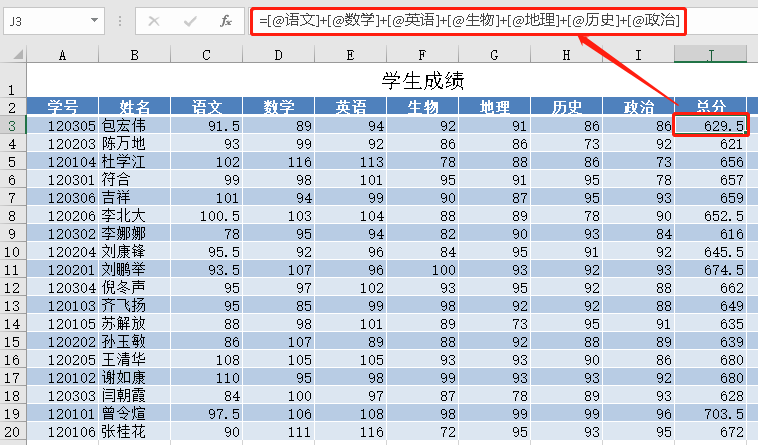 J3 fx =[@语文]+[@数学]+[@英语]+[@生物]+[@地理]+[@历史]+[@政治]
A B C D E F G H I J
1 学生成绩
2 学号 姓名 语文 数学 英语 生物 地理 历史 政治 总分
3 120305 包宏伟 91.5 89 94 92 91 86 86 629.5
4 120203 陈万地 93 99 92 86 86 73 92 621
5 120104 杜学江 102 116 113 78 88 86 73 656
6 120301 符合 99 98 101 95 91 95 78 657
7 120306 吉祥 101 94 99 90 87 95 93 659
8 120206 李北大 100.5 103 104 88 89 78 90 652.5
9 120302 李娜娜 78 95 94 82 90 93 84 616
10 120204 刘康锋 95.5 92 96 84 95 91 92 645.5
11 120201 刘鹏举 93.5 107 96 100 93 92 93 674.5
12 120304 倪冬声 95 97 102 93 95 92 88 662
13 120103 齐飞扬 95 85 99 98 92 92 88 649
14 120105 苏解放 88 98 101 89 73 95 91 635
15 120202 孙玉敏 86 107 89 88 92 88 89 639
16 120205 王清华 108 105 105 93 93 90 86 680
17 120102 谢如康 110 95 98 99 93 93 92 680
18 120303 闫朝霞 84 100 97 87 78 89 93 628
19 120101 曾令煊 97.5 106 108 98 99 99 96 703.5
20 120106 张桂花 90 111 116 72 95 93 95 672